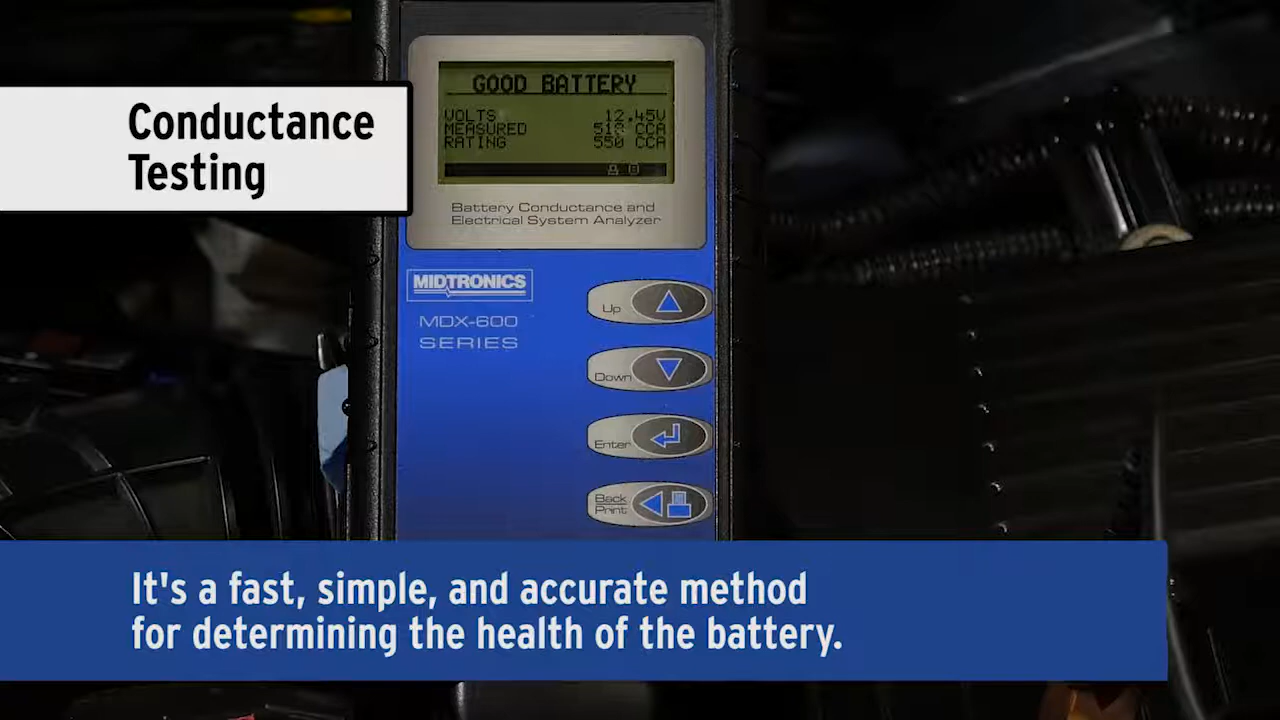 Conductance
Testing
GOOD BATTERY
VOLTS 12.45V
MEASURED CCA
RATING 550 CCA
Battery Conductance and
Electrical System Analyzer
MIDTRONICS
MDX-600
SERIES
Up
Down
Enter
Back
Print
It's a fast, simple, and accurate method
for determining the health of the battery.